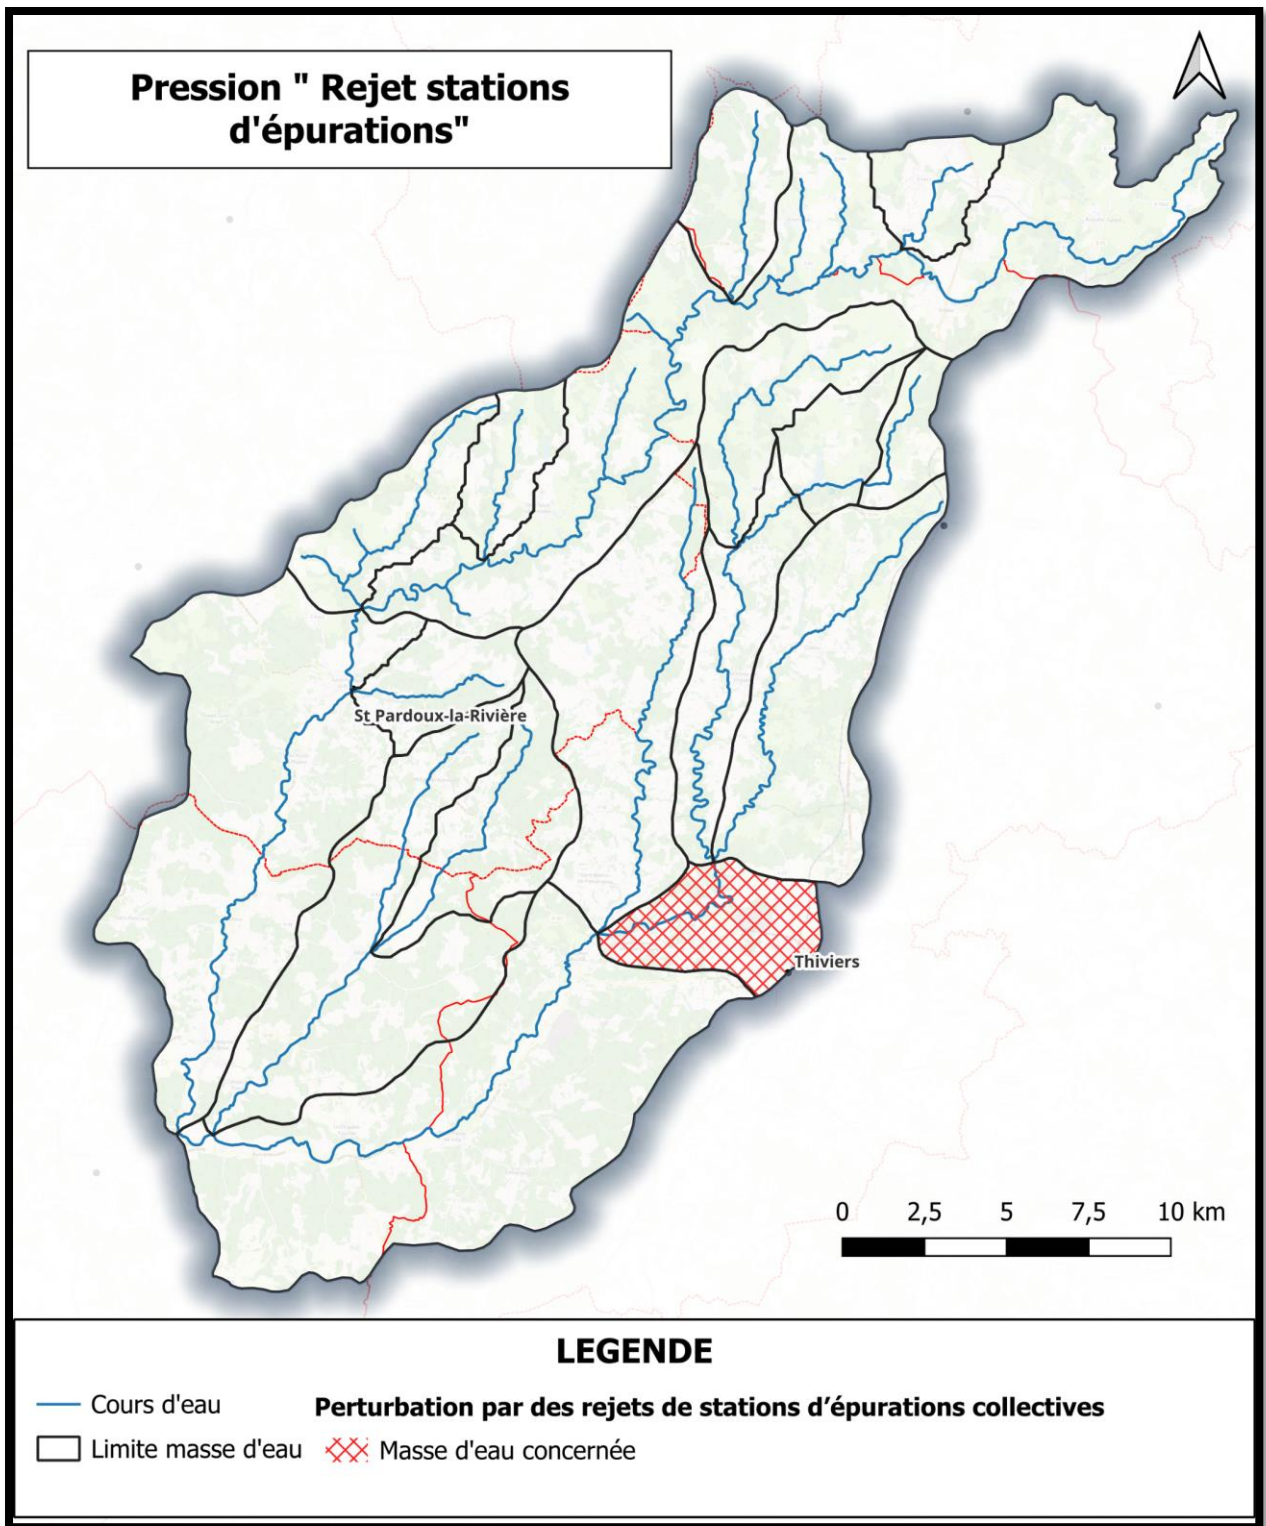 Pression " Rejet stations
d'épurations"
St Pardoux-la-Rivière
Thiviers
0 2,5 5 7,5 10 km
LEGENDE
Cours d'eau
Perturbation par des rejets de stations d’épurations collectives
Limite masse d'eau
Masse d'eau concernée